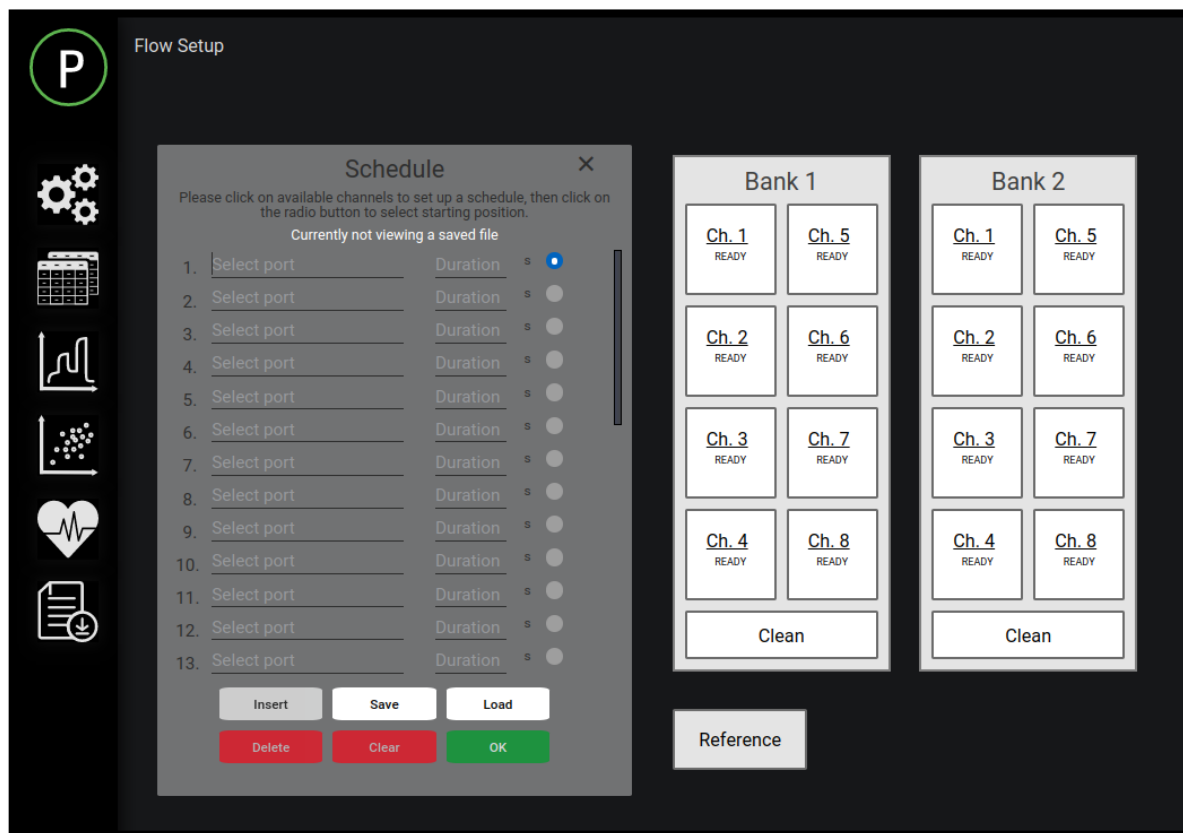 P
Flow Setup
Schedule
✕
Please click on available channels to set up a schedule, then click on
the radio button to select starting position.
Currently not viewing a saved file
1. Select port Duration s
2. Select port Duration s
3. Select port Duration s
4. Select port Duration s
5. Select port Duration s
6. Select port Duration s
7. Select port Duration s
8. Select port Duration s
9. Select port Duration s
10. Select port Duration s
11. Select port Duration s
12. Select port Duration s
13. Select port Duration s
Insert Save Load
Delete Clear OK
Bank 1
Ch. 1 Ch. 5
READY READY
Ch. 2 Ch. 6
READY READY
Ch. 3 Ch. 7
READY READY
Ch. 4 Ch. 8
READY READY
Clean
Bank 2
Ch. 1 Ch. 5
READY READY
Ch. 2 Ch. 6
READY READY
Ch. 3 Ch. 7
READY READY
Ch. 4 Ch. 8
READY READY
Clean
Reference